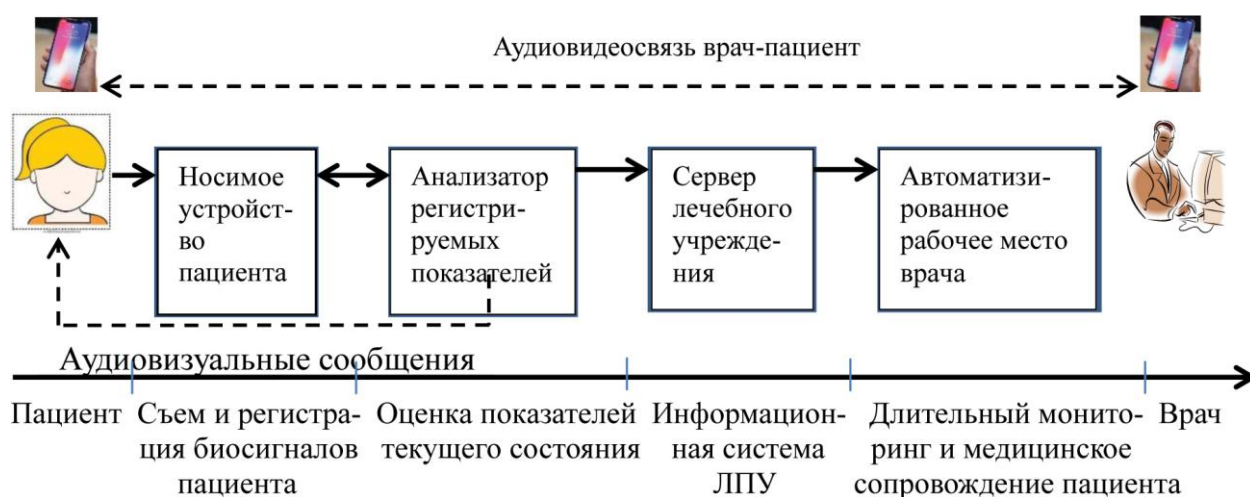 Аудиовидеосвязь врач-пациент
Носимое
устройст-
во
пациента
Анализатор
регистри-
руемых
показателей
Сервер
лечебного
учрежде-
ния
Автоматизи-
рованное
рабочее место
врача
Аудиовизуальные сообщения
Пациент
Съем и регистра-
ция биосигналов
пациента
Оценка показателей
текущего состояния
Информацион-
ная система
ЛПУ
Длительный монито-
ринг и медицинское
сопровождение пациента
Врач